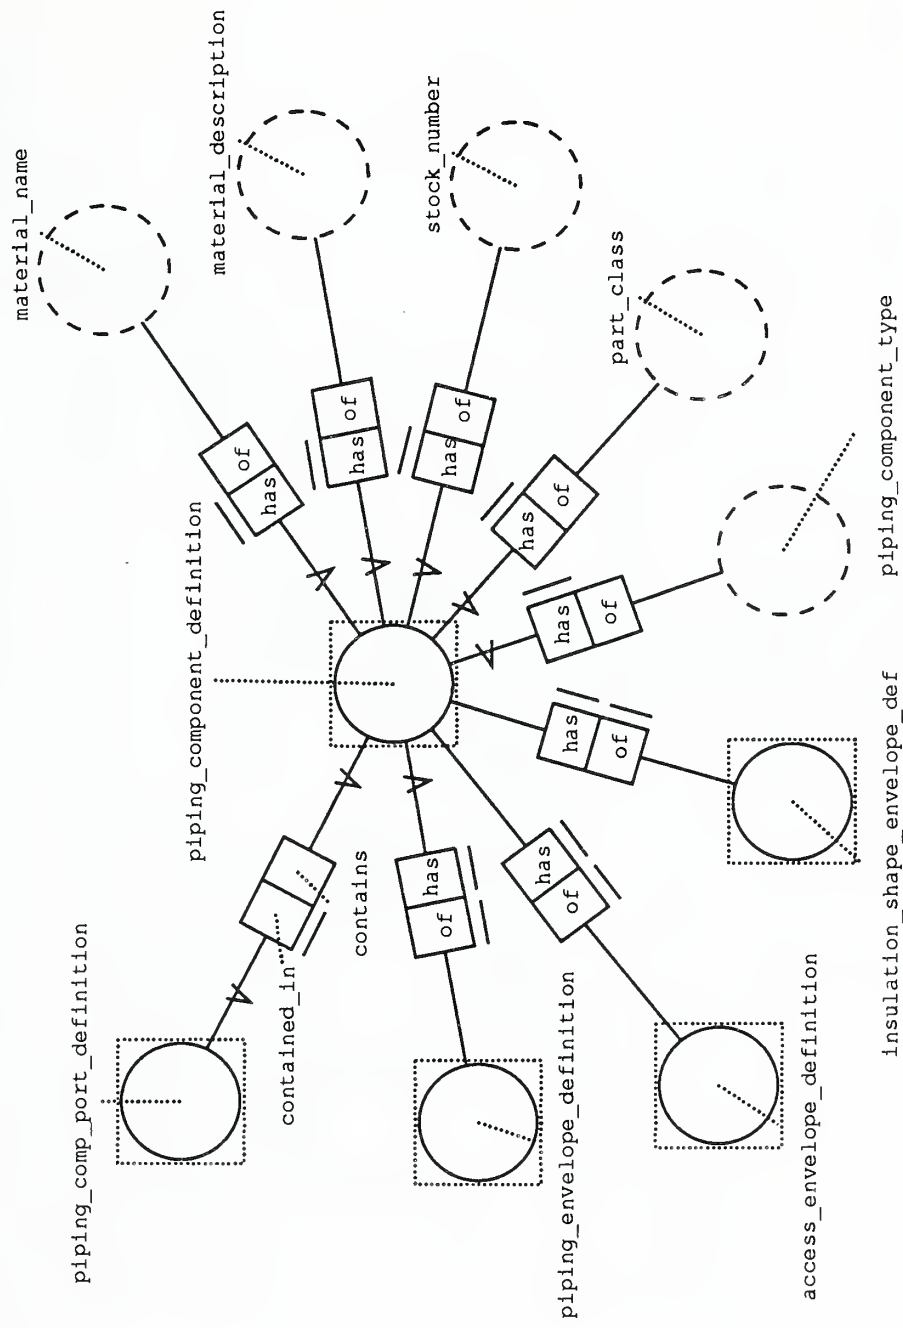 material_name
piping_comp_port_definition
piping_component_definition
material_description
of
has
contained_in
contains
has
of
stock_number
of
has
has
of
has
of
part_class
has
of
has
of
has
of
piping_envelope_definition
access_envelope_definition
insulation_shape_envelope_def
piping_component_type